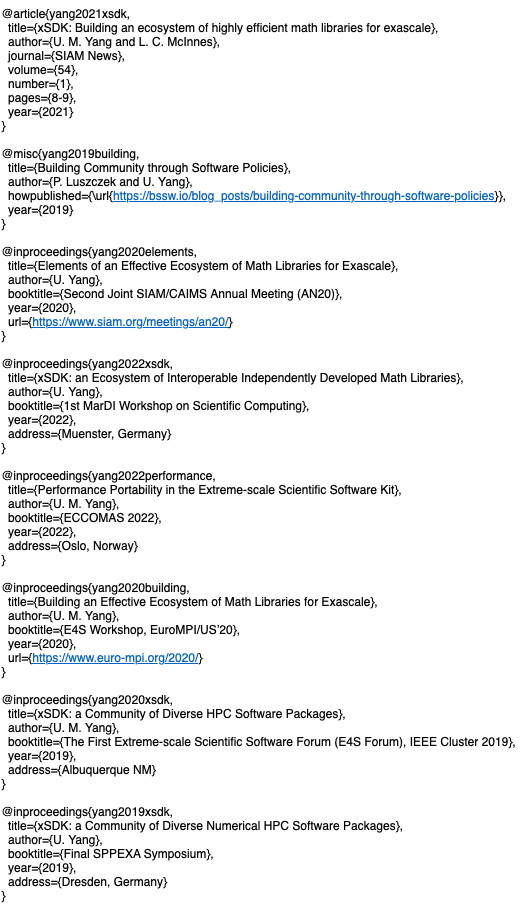 @article{yang2021xsdk,
title={xSDK: Building an ecosystem of highly efficient math libraries for exascale},
author={U. M. Yang and L. C. McInnes},
journal={SIAM News},
volume={54},
number={1},
pages={8-9},
year={2021}
}
@misc{yang2019building,
title={Building Community through Software Policies},
author={P. Luszczek and U. Yang},
howpublished={\url{https://bssw.io/blog_posts/building-community-through-software-policies}},
year={2019}
}
@inproceedings{yang2020elements,
title={Elements of an Effective Ecosystem of Math Libraries for Exascale},
author={U. Yang},
booktitle={Second Joint SIAM/CAIMS Annual Meeting (AN20)},
year={2020},
url={https://www.siam.org/meetings/an20/}
}
@inproceedings{yang2022xsdk,
title={xSDK: an Ecosystem of Interoperable Independently Developed Math Libraries},
author={U. Yang},
booktitle={1st MarDI Workshop on Scientific Computing},
year={2022},
address={Muenster, Germany}
}
@inproceedings{yang2022performance,
title={Performance Portability in the Extreme-scale Scientific Software Kit},
author={U. M. Yang},
booktitle={ECCOMAS 2022},
year={2022},
address={Oslo, Norway}
}
@inproceedings{yang2020building,
title={Building an Effective Ecosystem of Math Libraries for Exascale},
author={U. M. Yang},
booktitle={E4S Workshop, EuroMPI/US'20},
year={2020},
url={https://www.euro-mpi.org/2020/}
}
@inproceedings{yang2020xsdk,
title={xSDK: a Community of Diverse HPC Software Packages},
author={U. M. Yang},
booktitle={The First Extreme-scale Scientific Software Forum (E4S Forum), IEEE Cluster 2019},
year={2019},
address={Albuquerque NM}
}
@inproceedings{yang2019xsdk,
title={xSDK: a Community of Diverse Numerical HPC Software Packages},
author={U. Yang},
booktitle={Final SPPEXA Symposium},
year={2019},
address={Dresden, Germany}
}